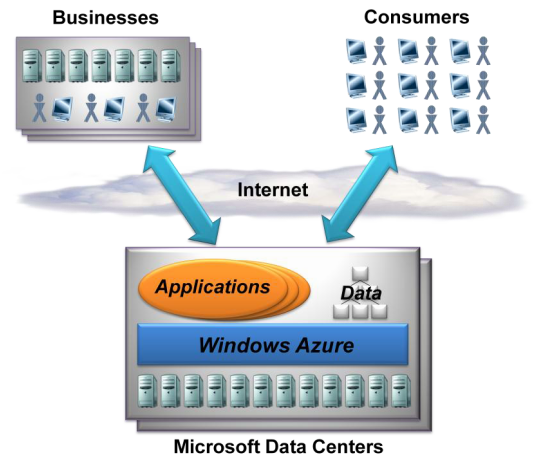 Businesses
Consumers
Internet
Applications
Data
Windows Azure
Microsoft Data Centers